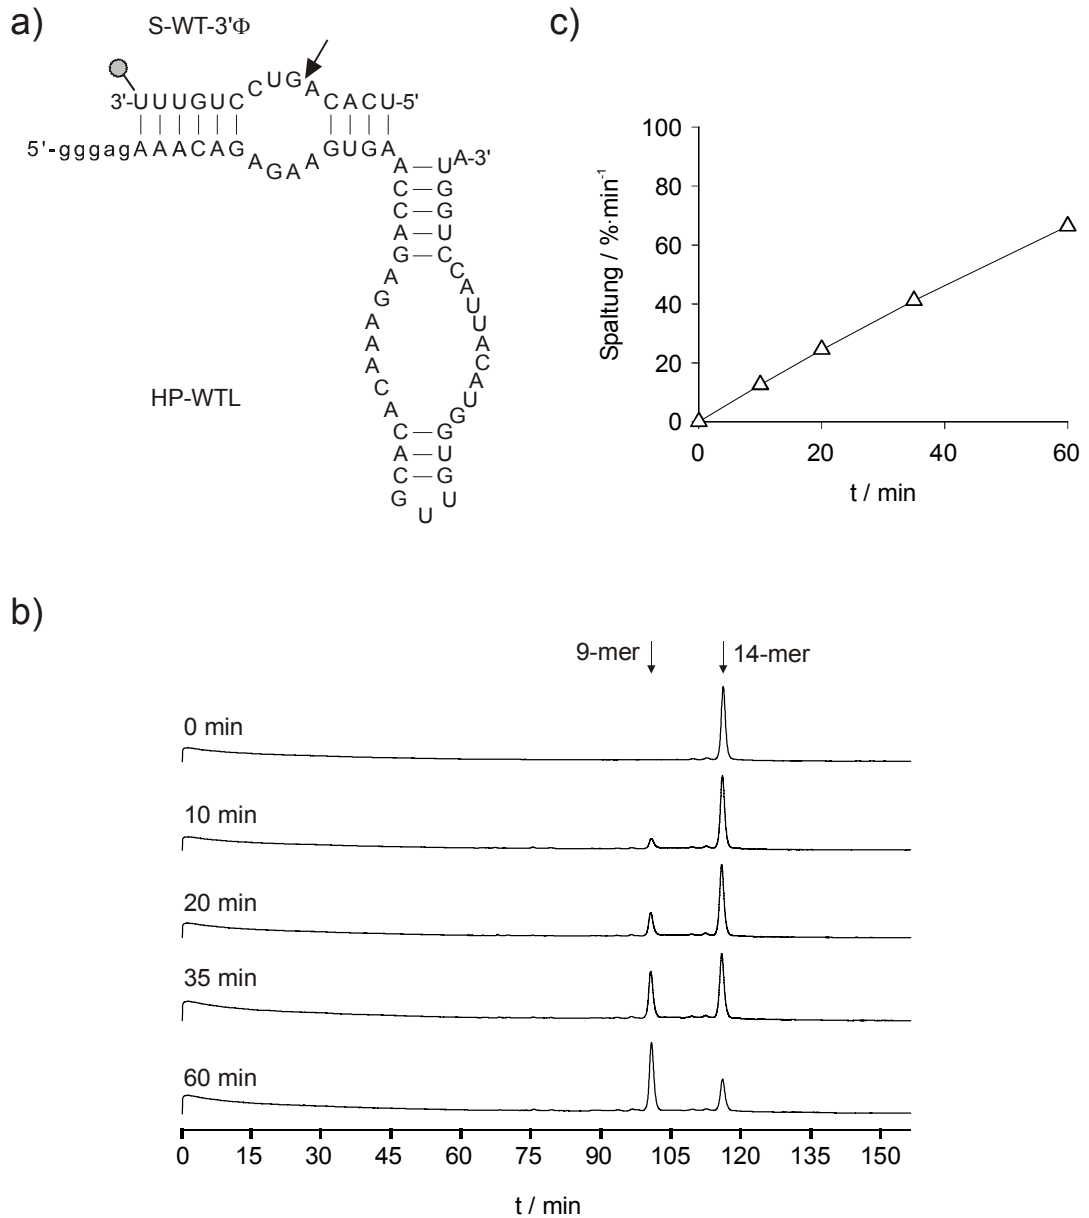 a)
S-WT-3'Φ
3'-UUUGUCCUGACACU-5'
5'-gggagAAACAGAGAAGUGAACCAGAGAAACACACGUUGUGGUAUAUUACCUGGUA-3'
HP-WTL
c)
Spaltung / %·min⁻¹
100
80
60
40
20
0
0 20 40 60
t / min
b)
9-mer 14-mer
0 min
10 min
20 min
35 min
60 min
0 15 30 45 60 75 90 105 120 135 150
t / min